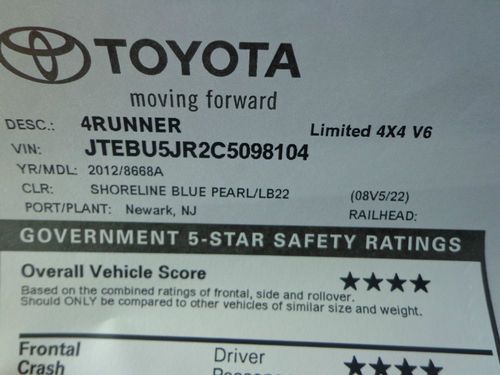 TOYOTA
moving forward
DESC.: 4RUNNER Limited 4X4 V6
VIN: JTEBU5JR2C5098104
YR/MDL: 2012/8668A
CLR: SHORELINE BLUE PEARL/LB22 (08V5/22)
PORT/PLANT: Newark, NJ RAILHEAD:
GOVERNMENT 5-STAR SAFETY RATINGS
Overall Vehicle Score ★★★★
Based on the combined ratings of frontal, side and rollover.
Should ONLY be compared to other vehicles of similar size and weight.
Frontal Driver ★★★★
Crash